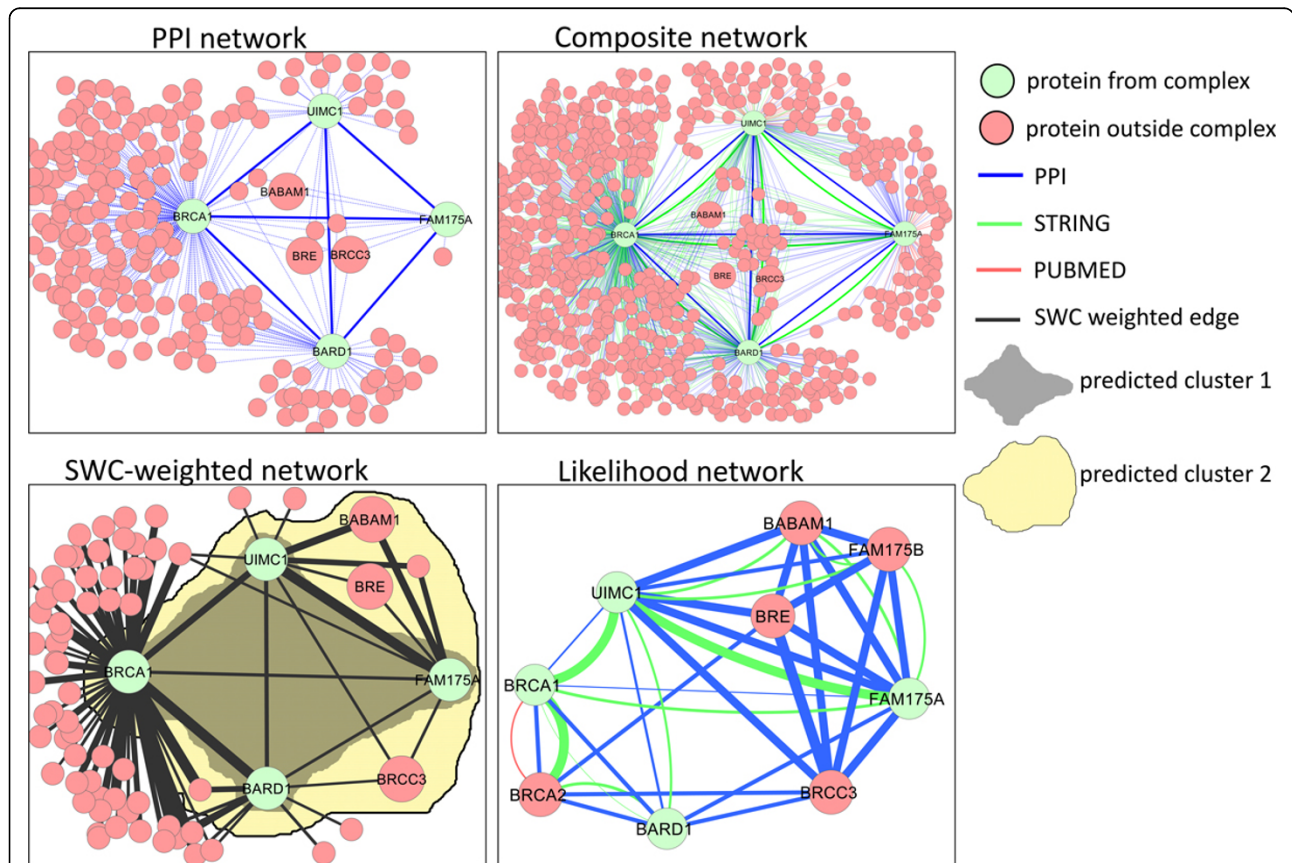 PPI network
UIMC1
BABAM1
BRCA1
FAM175A
BRE
BRCC3
BARD1
Composite network
UIMC1
BABAM1
BRCA1
FAM175A
BRE
BRCC3
BARD1
protein from complex
protein outside complex
PPI
STRING
PUBMED
SWC weighted edge
predicted cluster 1
predicted cluster 2
SWC-weighted network
BABAM1
UIMC1
BRE
BRCA1
FAM175A
BRCC3
BARD1
Likelihood network
BABAM1
FAM175B
UIMC1
BRE
BRCA1
FAM175A
BRCA2
BRCC3
BARD1